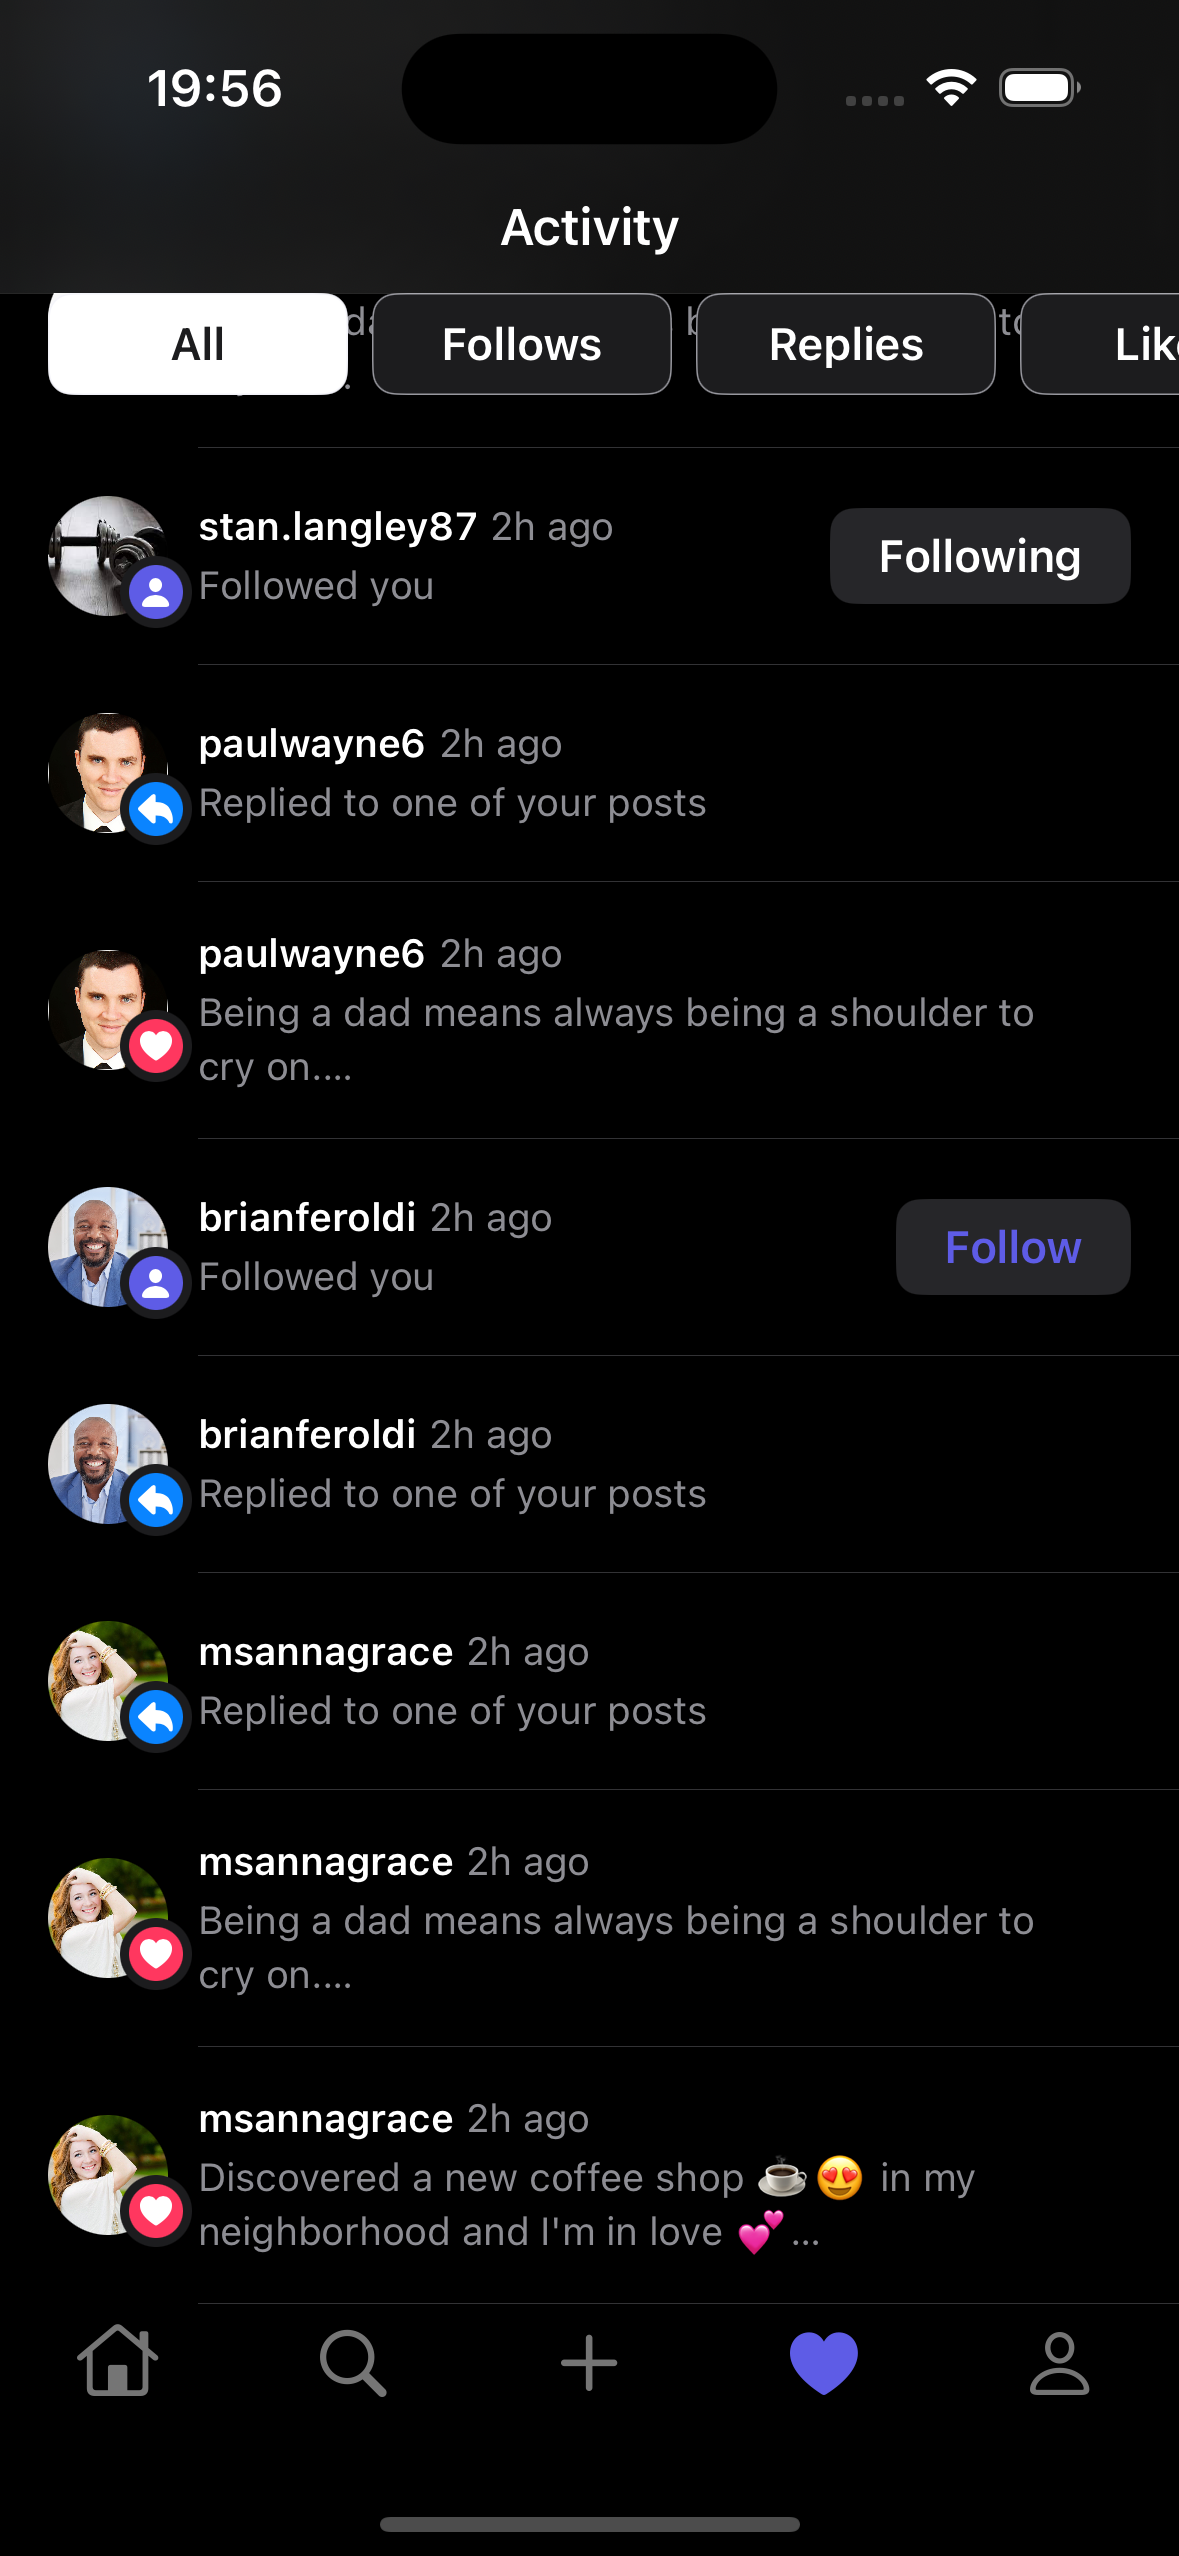 19:56
Activity
All
Follows
Replies
stan.langley87 2h ago
Followed you
Following
paulwayne6 2h ago
Replied to one of your posts
paulwayne6 2h ago
Being a dad means always being a shoulder to
cry on....
brianferoldi 2h ago
Followed you
Follow
brianferoldi 2h ago
Replied to one of your posts
msannagrace 2h ago
Replied to one of your posts
msannagrace 2h ago
Being a dad means always being a shoulder to
cry on....
msannagrace 2h ago
Discovered a new coffee shop ☕😍 in my
neighborhood and I'm in love 💕...